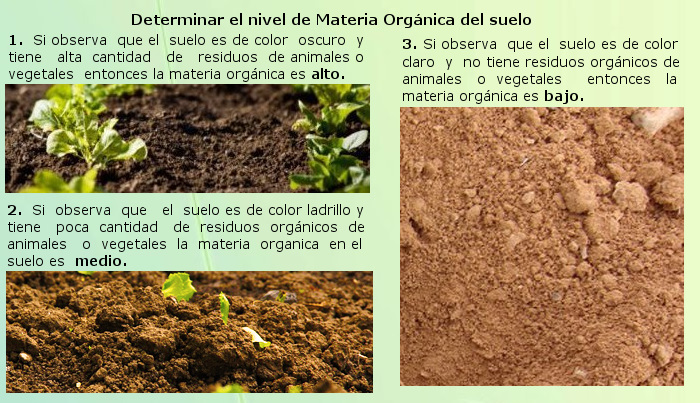 Determinar el nivel de Materia Orgánica del suelo
1. Si observa que el suelo es de color oscuro y
tiene alta cantidad de residuos de animales o
vegetales entonces la materia orgánica es alto.
2. Si observa que el suelo es de color ladrillo y
tiene poca cantidad de residuos orgánicos de
animales o vegetales la materia organica en el
suelo es medio.
3. Si observa que el suelo es de color
claro y no tiene residuos orgánicos de
animales o vegetales entonces la
materia orgánica es bajo.